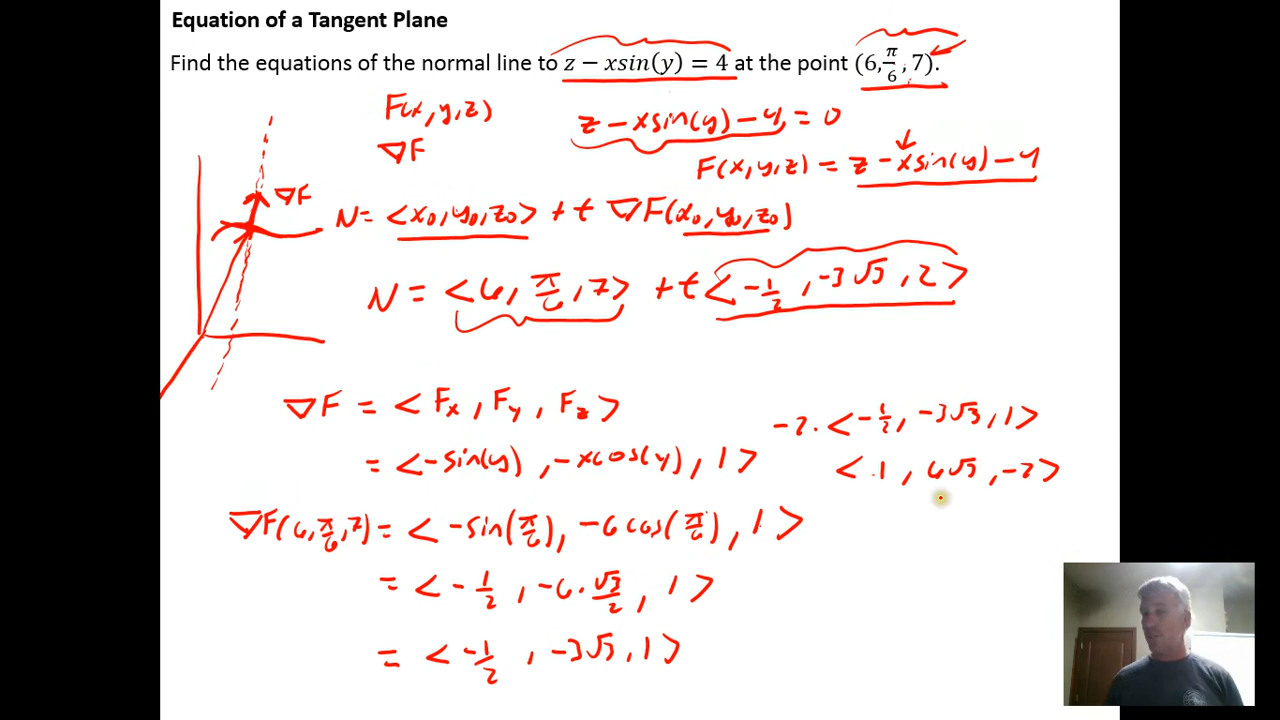 Equation of a Tangent Plane
Find the equations of the normal line to z − xsin(y) = 4 at the point (6, π/6, 7).
F(x,y,z)
z − xsin(y) − 4 = 0
∇F
F(x,y,z) = z − xsin(y) − 4
∇F
N = <x₀,y₀,z₀> + t ∇F(x₀,y₀,z₀)
N = <6, π/6, 7> + t <−1/2, −3√3, 2>
∇F = <Fx, Fy, Fz>
−2·<−1/2, −3√3, 1>
= <−sin(y), −xcos(y), 1>
<1, 6√3, −2>
∇F(6, π/6, 7) = <−sin(π/6), −6cos(π/6), 1>
= <−1/2, −6·√3/2, 1>
= <−1/2, −3√3, 1>